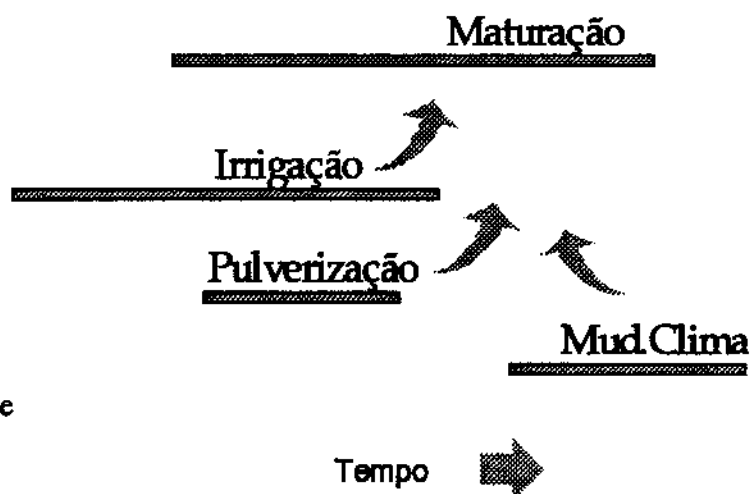 Maturação
Irrigação
Pulverização
Mud.Clima
e
Tempo